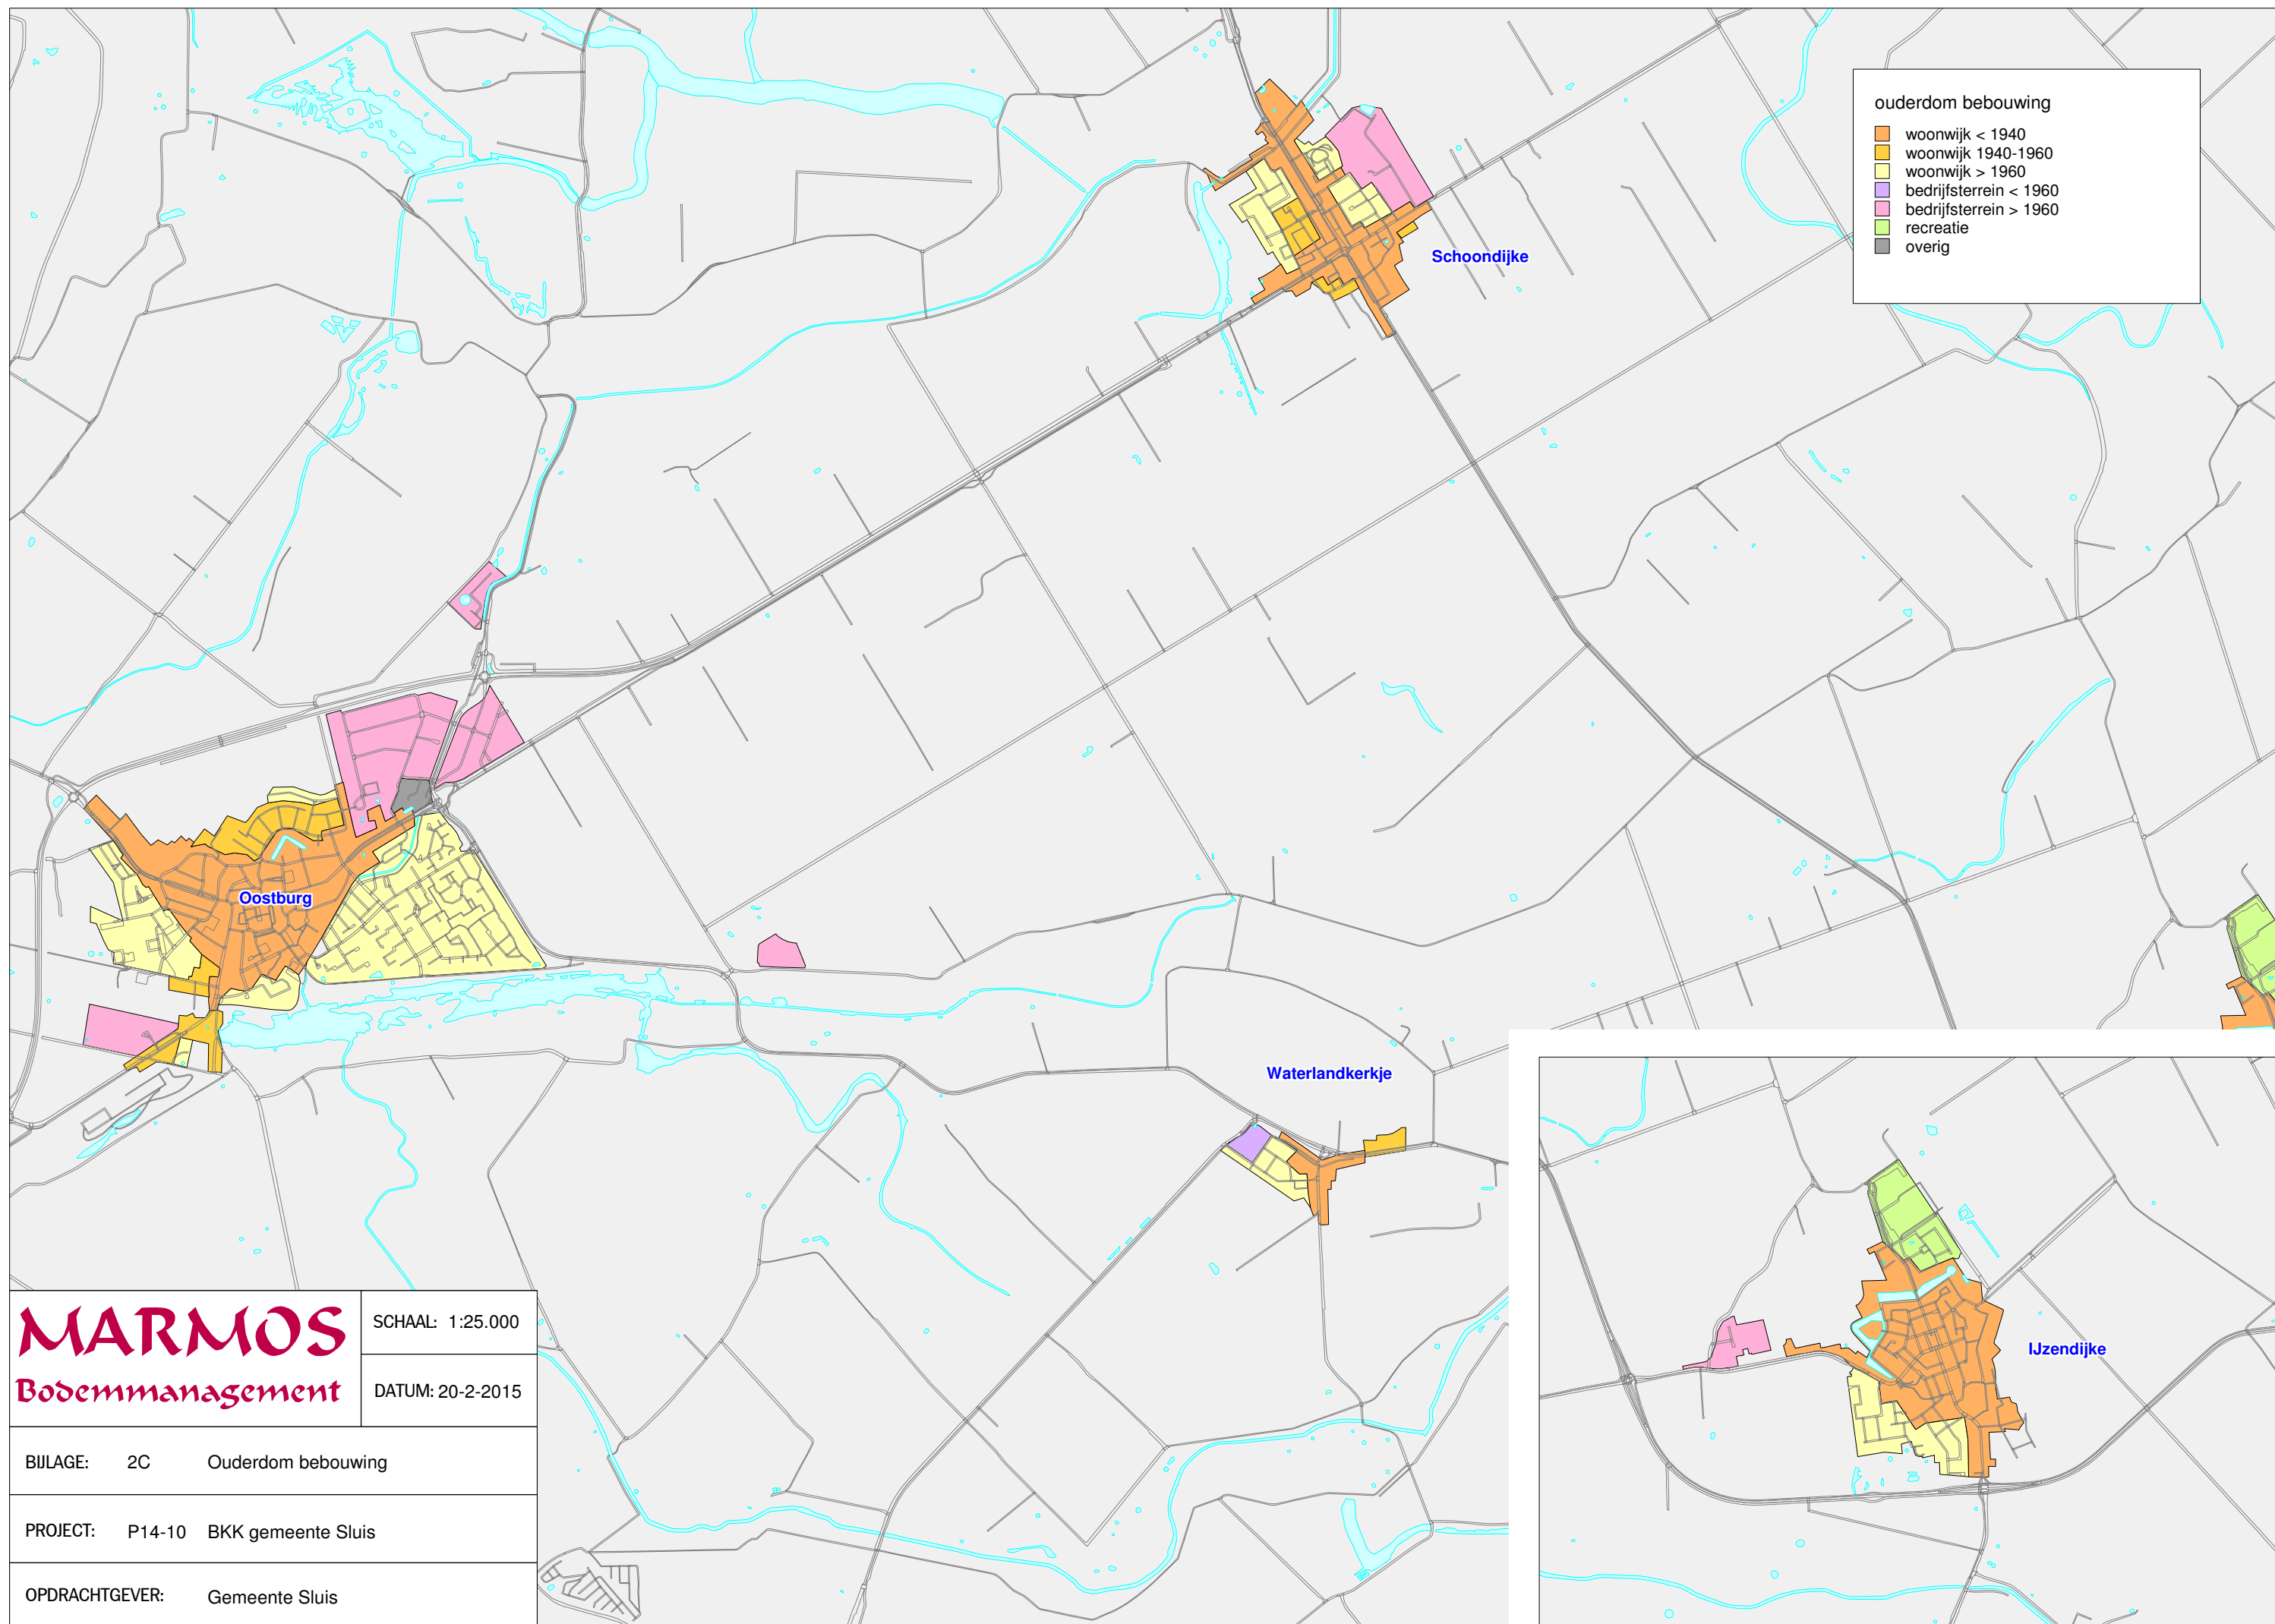 ouderdom bebouwing
woonwijk < 1940
woonwijk 1940-1960
woonwijk > 1960
bedrijfsterrein < 1960
bedrijfsterrein > 1960
recreatie
overig
Schoondijke
Oostburg
Waterlandkerkje
IJzendijke
MARMOS
Bodemmanagement
SCHAAL: 1:25.000
DATUM: 20-2-2015
BIJLAGE: 2C Ouderdom bebouwing
PROJECT: P14-10 BKK gemeente Sluis
OPDRACHTGEVER: Gemeente Sluis